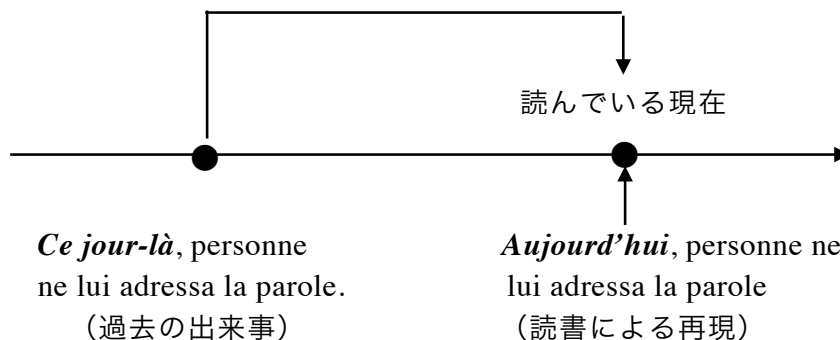 読んでいる現在
Ce jour-là, personne
ne lui adressa la parole.
（過去の出来事）
Aujourd’hui, personne ne
lui adressa la parole
（読書による再現）